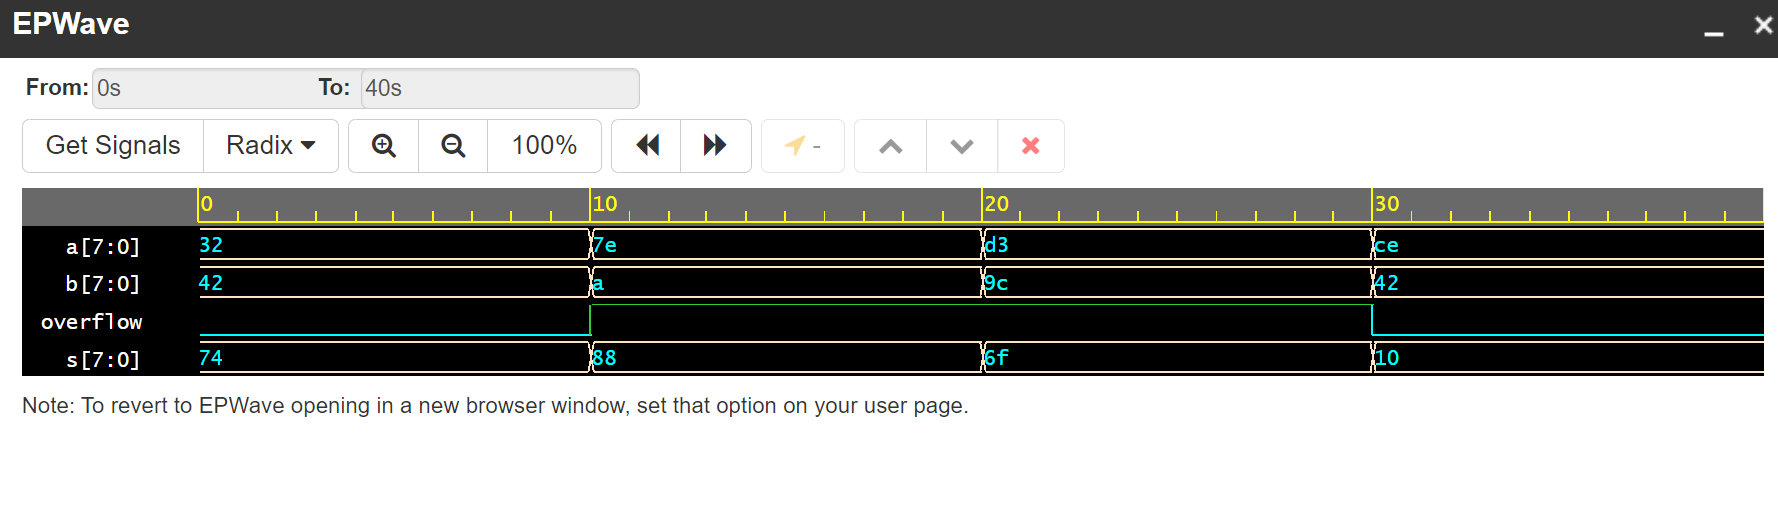 EPWave
From: 0s To: 40s
Get Signals Radix 100% -
0 10 20 30
a[7:0] 32 7e d3 ce
b[7:0] 42 a 9c 42
overflow
s[7:0] 74 88 6f 10
Note: To revert to EPWave opening in a new browser window, set that option on your user page.